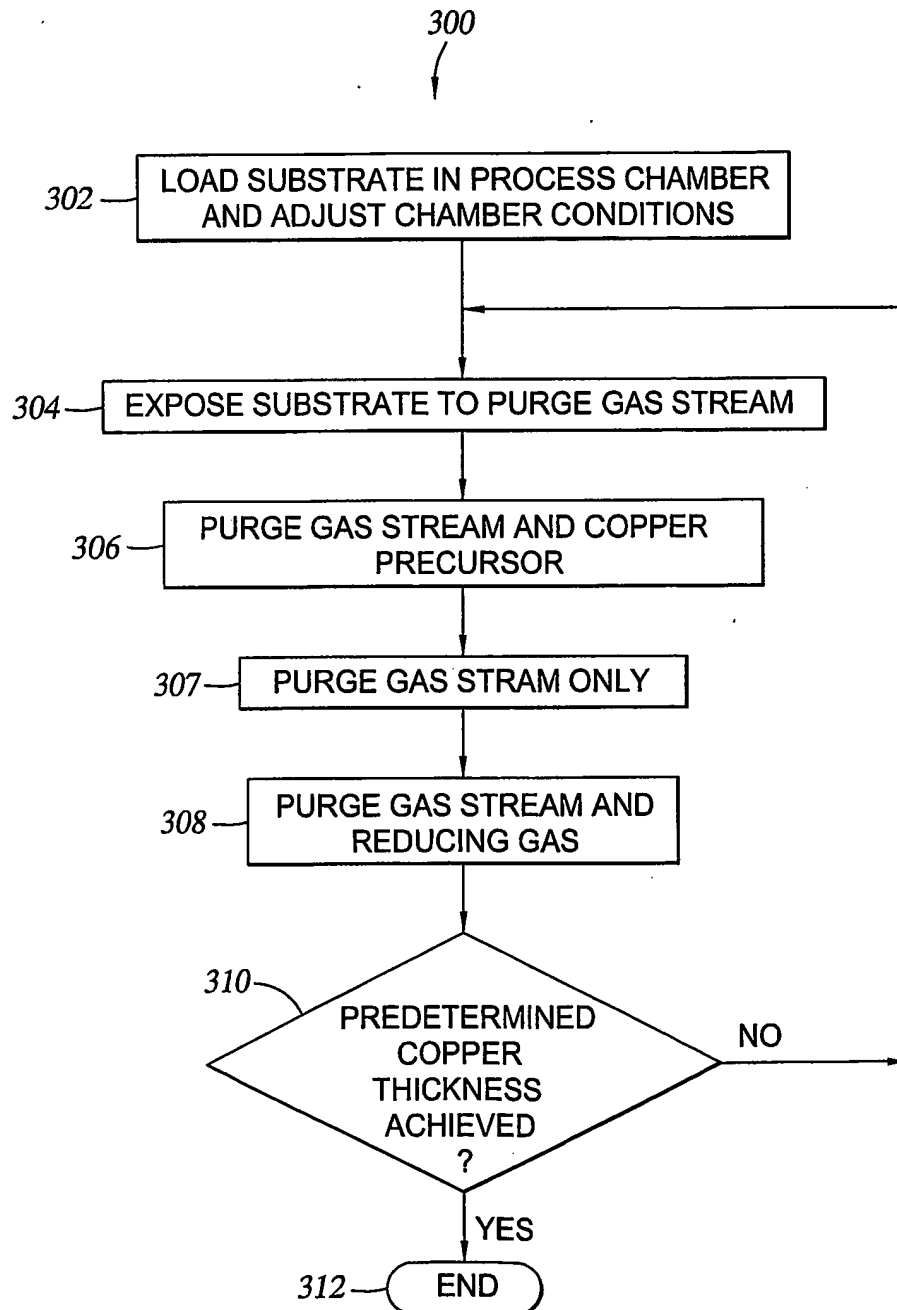 300
302
LOAD SUBSTRATE IN PROCESS CHAMBER
AND ADJUST CHAMBER CONDITIONS
304
EXPOSE SUBSTRATE TO PURGE GAS STREAM
306
PURGE GAS STREAM AND COPPER
PRECURSOR
307
PURGE GAS STRAM ONLY
308
PURGE GAS STREAM AND
REDUCING GAS
310
PREDETERMINED
COPPER
THICKNESS
ACHIEVED
?
NO
YES
312
END